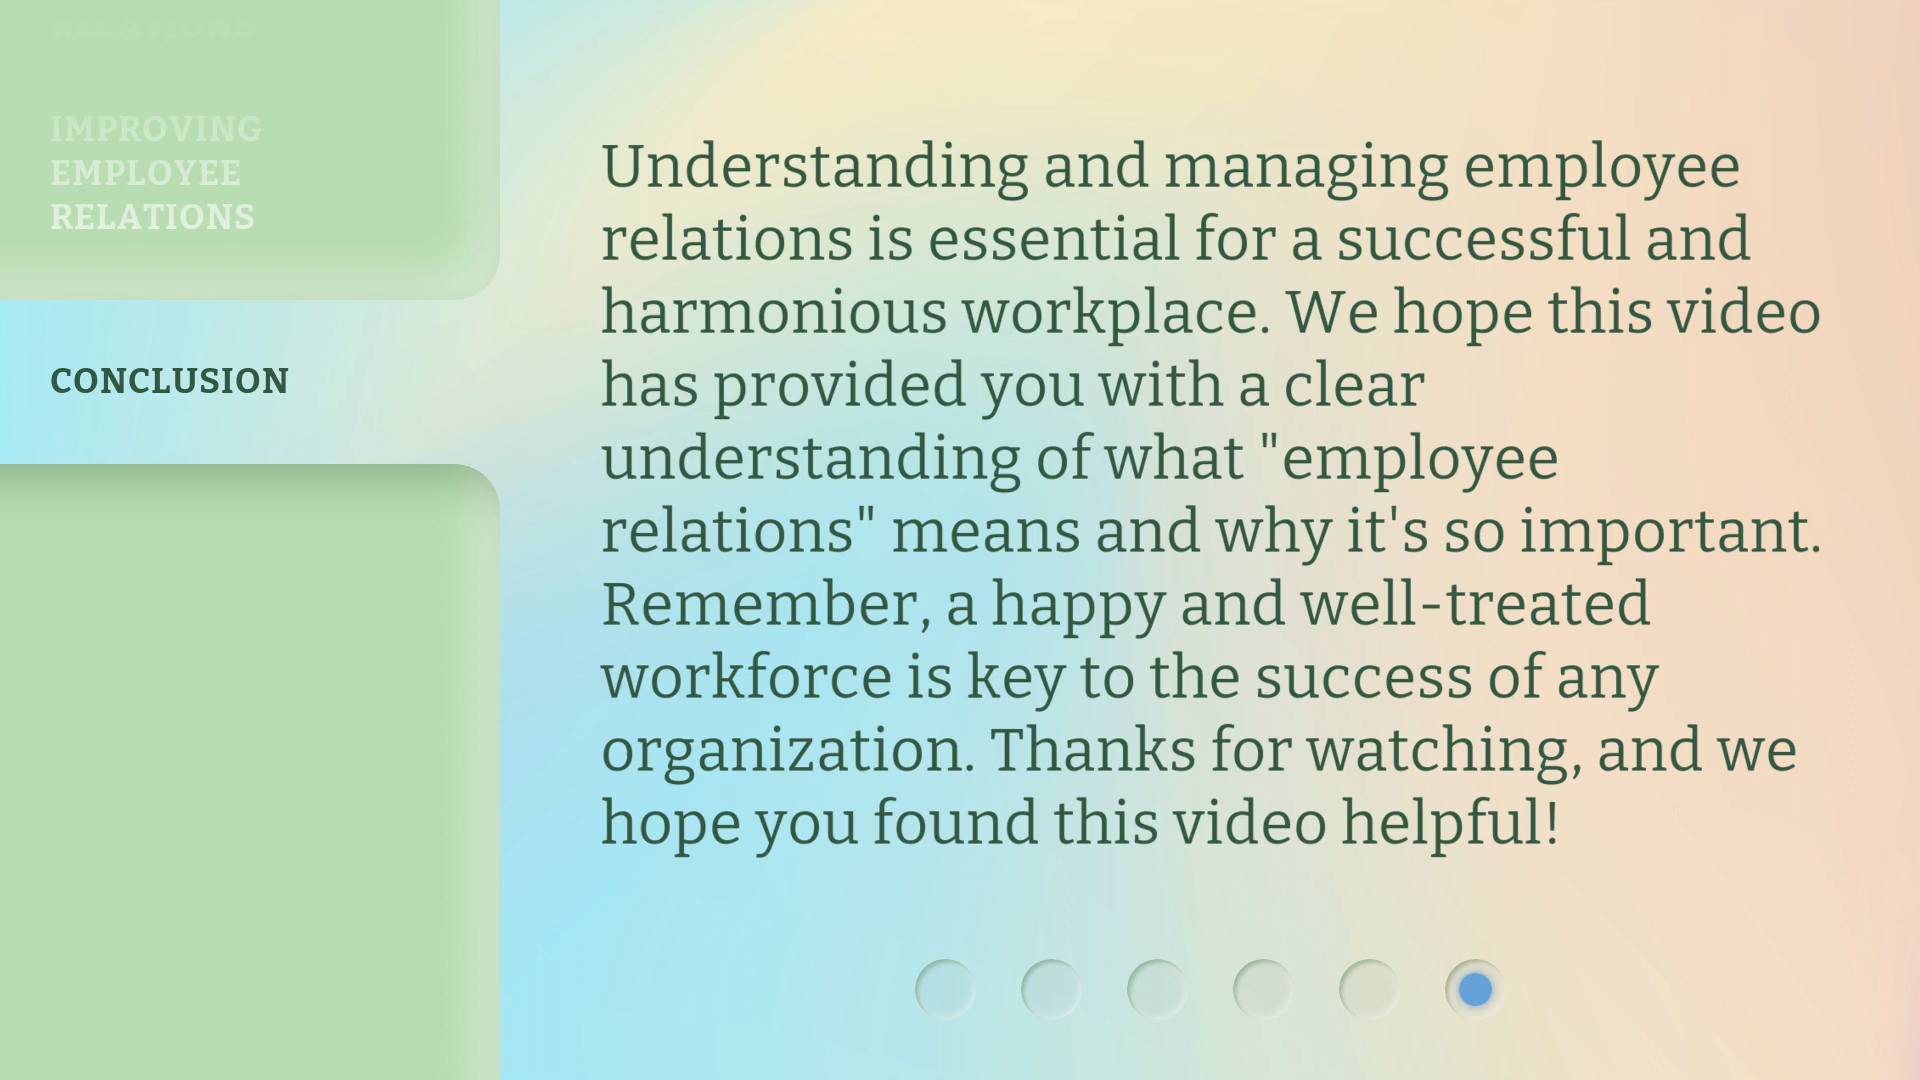 IMPROVING
EMPLOYEE
RELATIONS
CONCLUSION
Understanding and managing employee
relations is essential for a successful and
harmonious workplace. We hope this video
has provided you with a clear
understanding of what "employee
relations" means and why it's so important.
Remember, a happy and well-treated
workforce is key to the success of any
organization. Thanks for watching, and we
hope you found this video helpful!